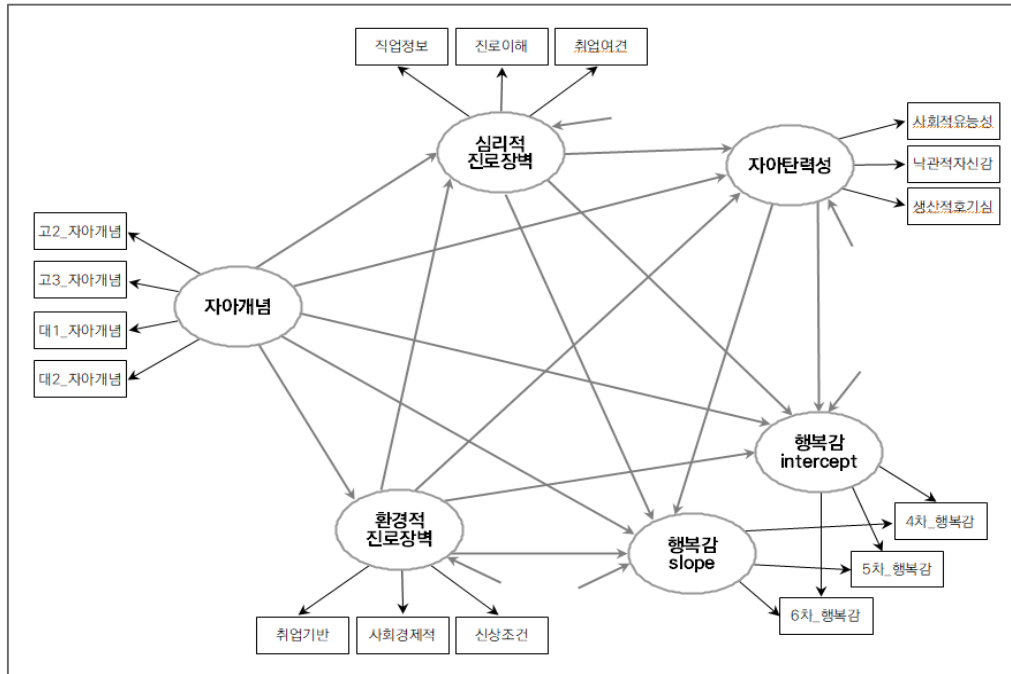 직업정보
진로이해
취업여견
심리적
진로장벽
사회적유능성
자아탄력성
낙관적자신감
생산적호기심
고2_자아개념
고3_자아개념
자아개념
대1_자아개념
대2_자아개념
행복감
intercept
환경적
진로장벽
행복감
slope
4차_행복감
5차_행복감
6차_행복감
취업기반
사회경제적
신상조건